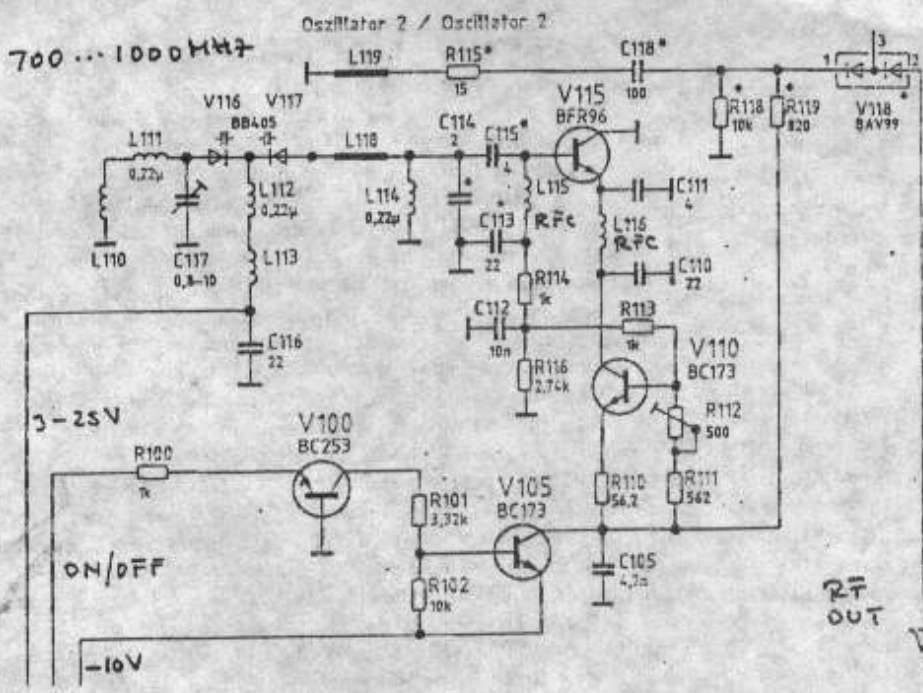 Oszillator 2 / Oscillator 2
700...1000MHz
L119
R115*
15
C118*
100
3
1
2
V116
V117
BB405
L118
C114
2
C115*
4
V115
BFR96
R118
10k
R119
820
V118
BAV99
L111
0,22µ
L112
0,22µ
L114
0,22µ
L115
RFC
C111
4
L110
C117
0,8-10
L113
C113
22
L116
RFC
C110
22
R114
1k
C112
10n
R113
1k
C116
22
R116
2,74k
V110
BC173
3-25V
R112
500
V100
BC253
R100
1k
R101
3,32k
V105
BC173
R110
56,2
R111
562
ON/OFF
R102
10k
C105
4,7n
RF
OUT
-10V